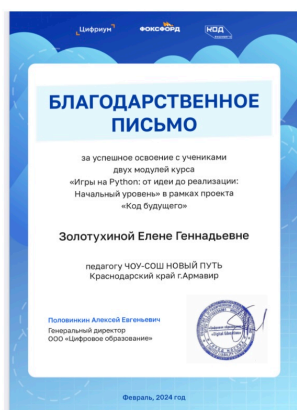 Цифриум
ФОКСФОРД
КОД
БЛАГОДАРСТВЕННОЕ
ПИСЬМО
за успешное освоение с учениками
двух модулей курса
«Игры на Python: от идеи до реализации:
Начальный уровень» в рамках проекта
«Код будущего»
Золотухиной Елене Геннадьевне
педагогу ЧОУ-СОШ НОВЫЙ ПУТЬ
Краснодарский край г.Армавир
Половинкин Алексей Евгеньевич
Генеральный директор
ООО «Цифровое образование»
Февраль, 2024 год